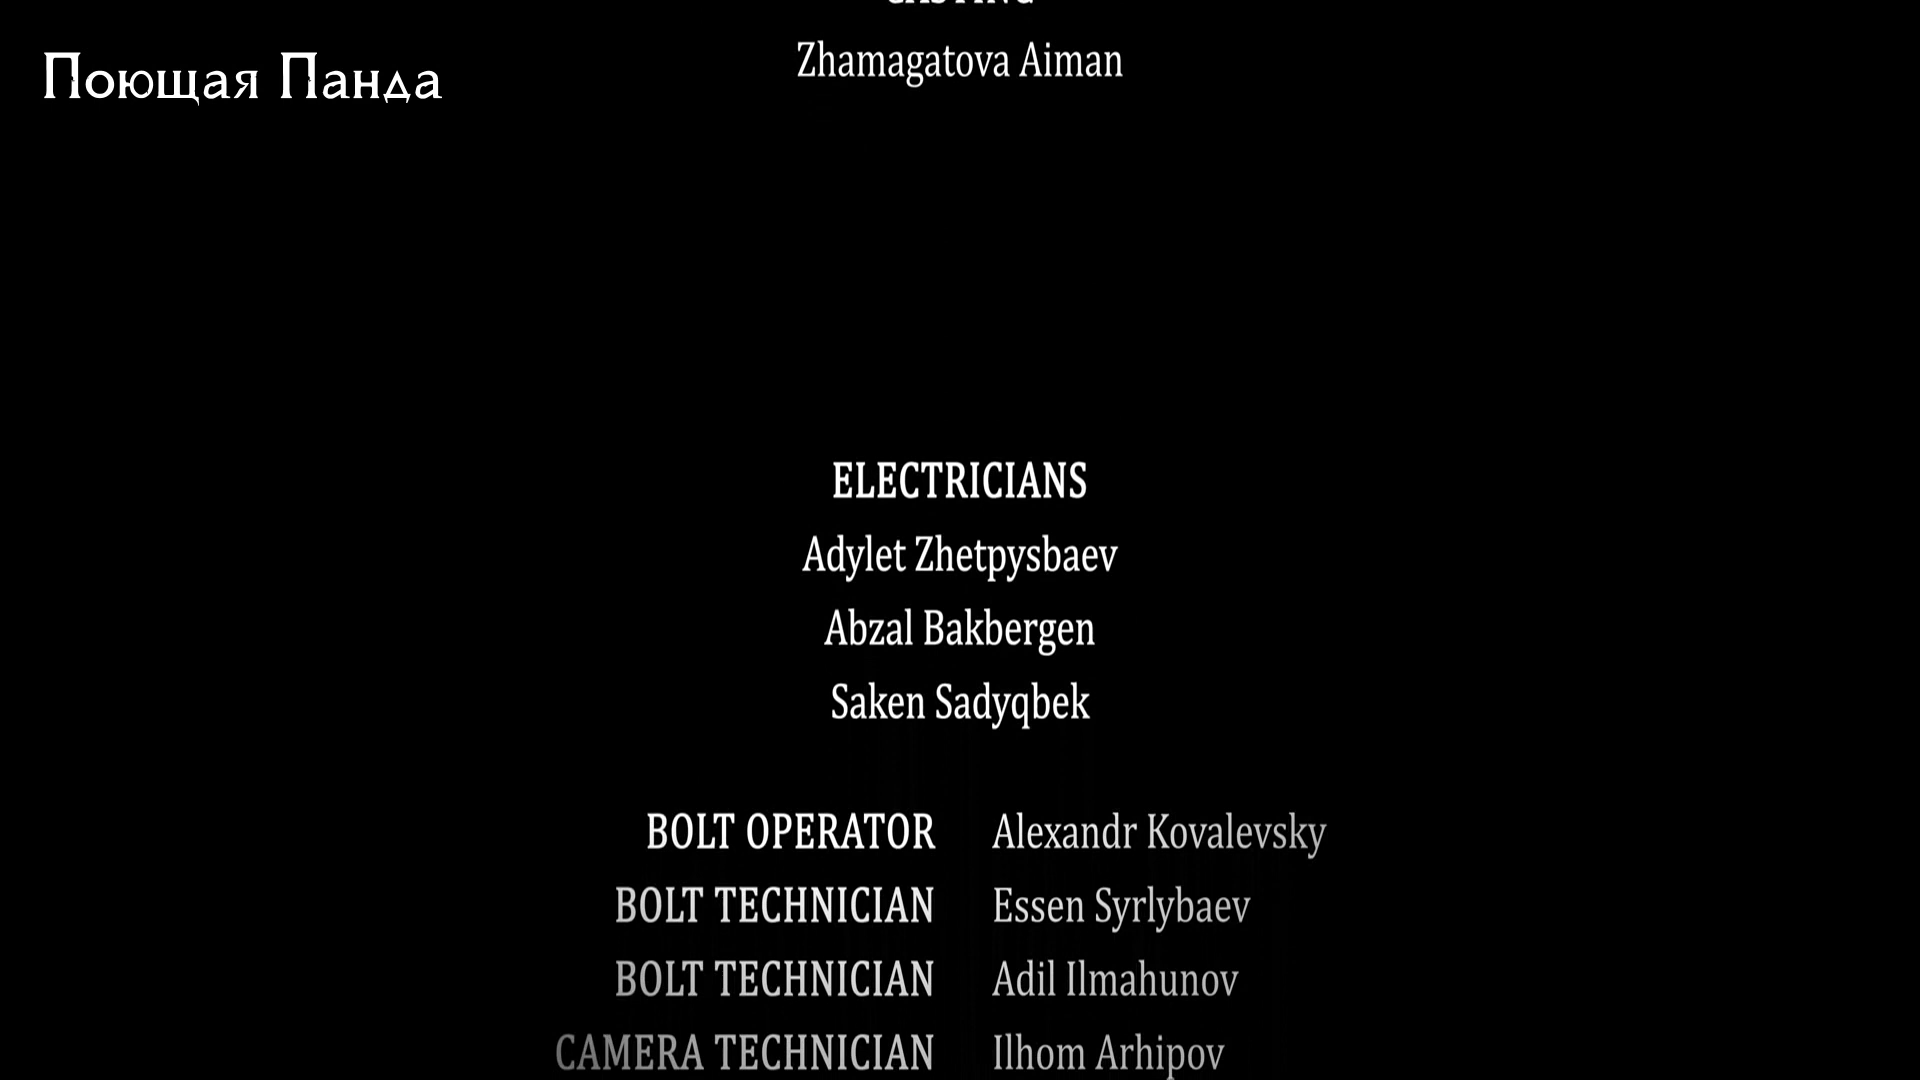 CASTING
Zhamagatova Aiman
Поющая Панда
ELECTRICIANS
Adylet Zhetpysbaev
Abzal Bakbergen
Saken Sadyqbek
BOLT OPERATOR Alexandr Kovalevsky
BOLT TECHNICIAN Essen Syrlybaev
BOLT TECHNICIAN Adil Ilmahunov
CAMERA TECHNICIAN Ilhom Arhipov